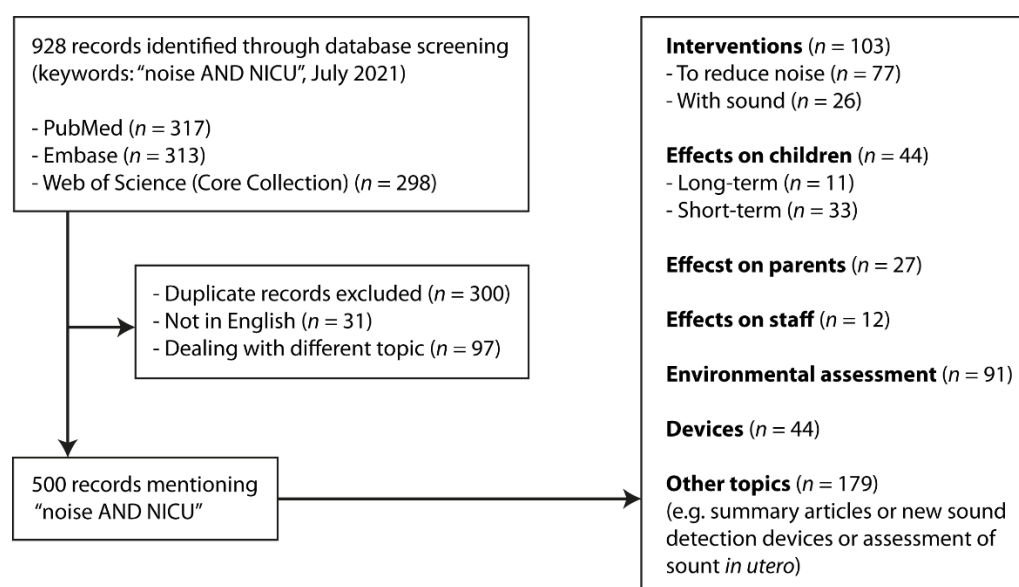 928 records identified through database screening
(keywords: “noise AND NICU”, July 2021)
- PubMed (n = 317)
- Embase (n = 313)
- Web of Science (Core Collection) (n = 298)
- Duplicate records excluded (n = 300)
- Not in English (n = 31)
- Dealing with different topic (n = 97)
500 records mentioning
“noise AND NICU”
Interventions (n = 103)
- To reduce noise (n = 77)
- With sound (n = 26)
Effects on children (n = 44)
- Long-term (n = 11)
- Short-term (n = 33)
Effecst on parents (n = 27)
Effects on staff (n = 12)
Environmental assessment (n = 91)
Devices (n = 44)
Other topics (n = 179)
(e.g. summary articles or new sound
detection devices or assessment of
sount in utero)